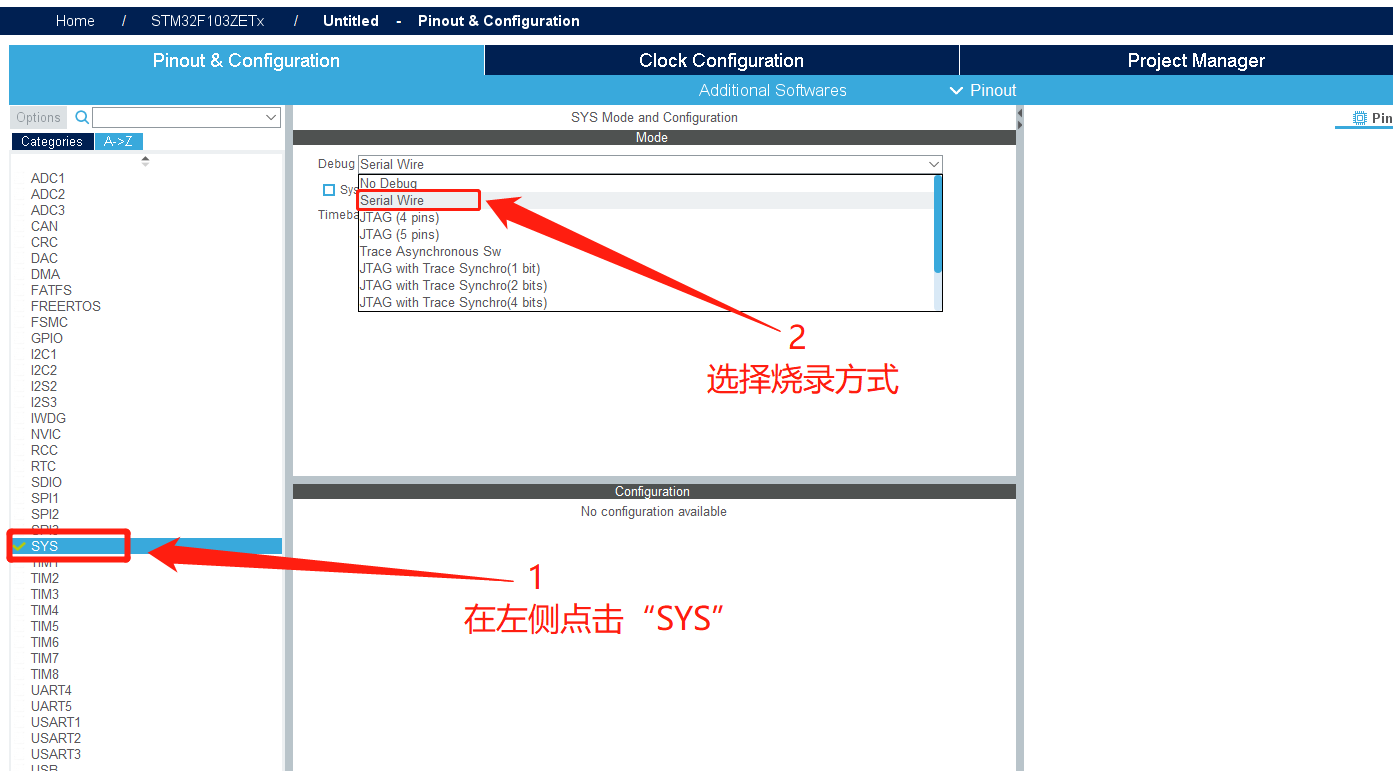 Home / STM32F103ZETx / Untitled - Pinout & Configuration
Pinout & Configuration
Clock Configuration
Project Manager
Additional Softwares
Pinout
Options
Categories
A->Z
ADC1
ADC2
ADC3
CAN
CRC
DAC
DMA
FATFS
FREERTOS
FSMC
GPIO
I2C1
I2C2
I2S2
I2S3
IWDG
NVIC
RCC
RTC
SDIO
SPI1
SPI2
SPI3
SYS
TIM1
TIM2
TIM3
TIM4
TIM5
TIM6
TIM7
TIM8
UART4
UART5
USART1
USART2
USART3
USB
SYS Mode and Configuration
Mode
Debug Serial Wire
Sys
Timeba
No Debug
Serial Wire
JTAG (4 pins)
JTAG (5 pins)
Trace Asynchronous Sw
JTAG with Trace Synchro(1 bit)
JTAG with Trace Synchro(2 bits)
JTAG with Trace Synchro(4 bits)
2
选择烧录方式
Configuration
No configuration available
1
在左侧点击“SYS”
Pin